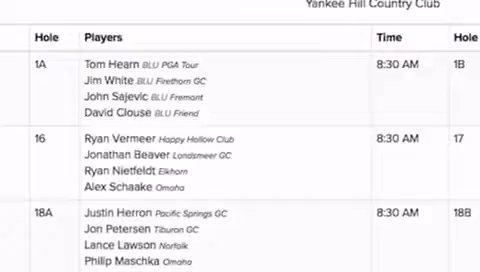 Yankee Hill Country Club
Hole Players Time Hole
1A Tom Hearn BLU PGA Tour 8:30 AM 1B
Jim White BLU Firethorn GC
John Sajevic BLU Fremont
David Clouse BLU Friend
16 Ryan Vermeer Happy Hollow Club 8:30 AM 17
Jonathan Beaver Landsmeer GC
Ryan Nietfeldt Elkhorn
Alex Schaake Omaha
18A Justin Herron Pacific Springs GC 8:30 AM 18B
Jon Petersen Tiburon GC
Lance Lawson Norfolk
Philip Maschka Omaha